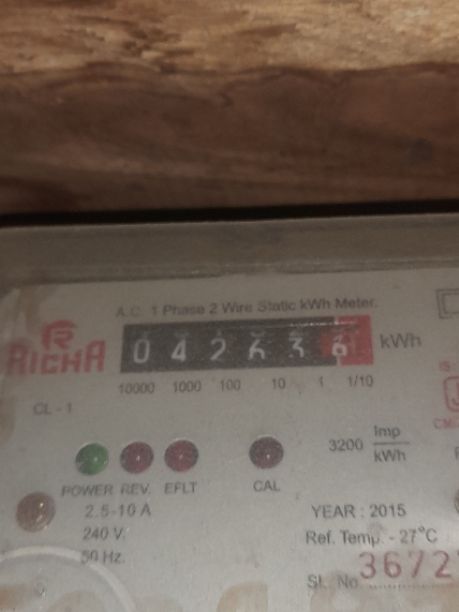 A.C. 1 Phase 2 Wire Static kWh Meter.
RICHA
0 4 2 6 3 6 kWh
10000 1000 100 10 1 1/10
CL - 1
3200 Imp/kWh
POWER REV. EFLT CAL
2.5-10 A
240 V.
50 Hz.
YEAR : 2015
Ref. Temp. - 27°C
SL. No. 3672
IS: